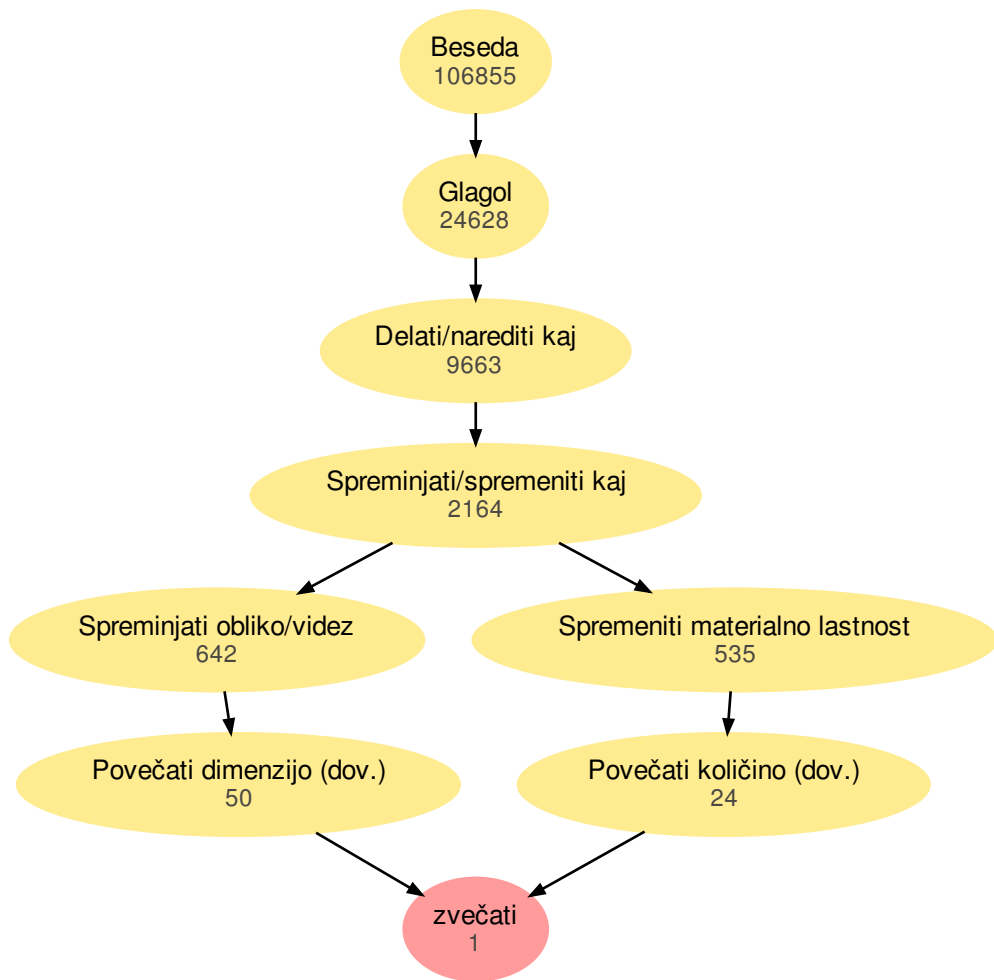 Beseda
106855
Glagol
24628
Delati/narediti kaj
9663
Spreminjati/spremeniti kaj
2164
Spreminjati obliko/videz
642
Spremeniti materialno lastnost
535
Povečati dimenzijo (dov.)
50
Povečati količino (dov.)
24
zvečati
1